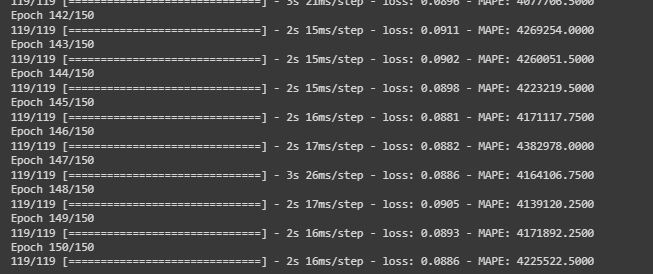 119/119 [==============================] - 3s 21ms/step - loss: 0.0896 - MAPE: 4077706.5000
Epoch 142/150
119/119 [==============================] - 2s 15ms/step - loss: 0.0911 - MAPE: 4269254.0000
Epoch 143/150
119/119 [==============================] - 2s 15ms/step - loss: 0.0902 - MAPE: 4260051.5000
Epoch 144/150
119/119 [==============================] - 2s 15ms/step - loss: 0.0898 - MAPE: 4223219.5000
Epoch 145/150
119/119 [==============================] - 2s 16ms/step - loss: 0.0881 - MAPE: 4171117.7500
Epoch 146/150
119/119 [==============================] - 2s 17ms/step - loss: 0.0882 - MAPE: 4382978.0000
Epoch 147/150
119/119 [==============================] - 3s 26ms/step - loss: 0.0886 - MAPE: 4164106.7500
Epoch 148/150
119/119 [==============================] - 2s 17ms/step - loss: 0.0905 - MAPE: 4139120.2500
Epoch 149/150
119/119 [==============================] - 2s 16ms/step - loss: 0.0893 - MAPE: 4171892.2500
Epoch 150/150
119/119 [==============================] - 2s 16ms/step - loss: 0.0886 - MAPE: 4225522.5000